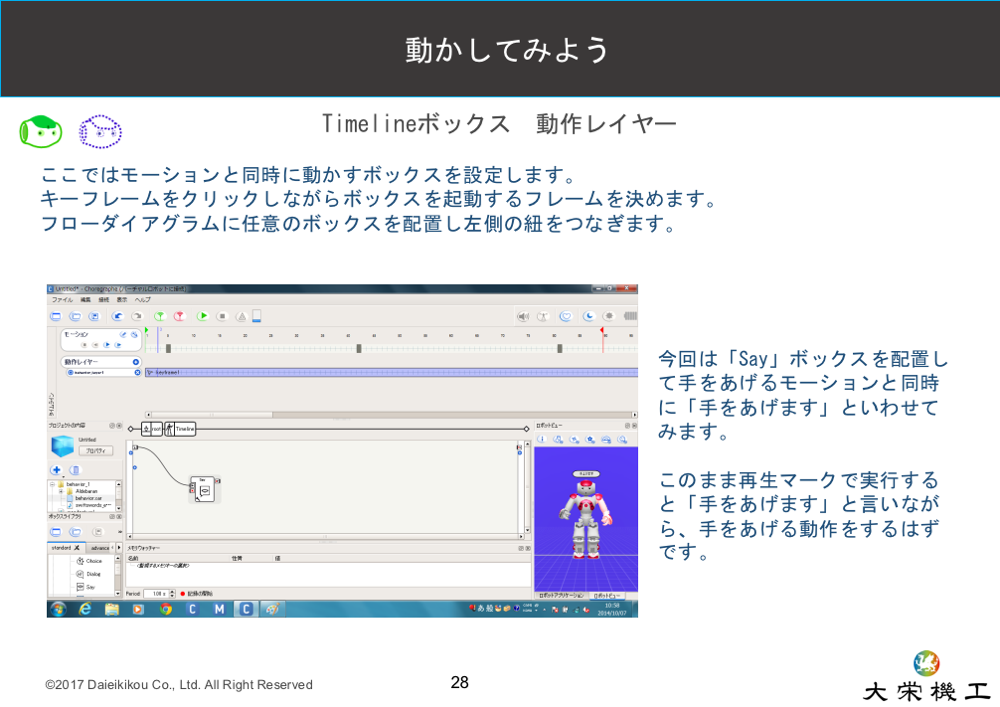 動かしてみよう
Timelineボックス　動作レイヤー
ここではモーションと同時に動かすボックスを設定します。
キーフレームをクリックしながらボックスを起動するフレームを決めます。
フローダイアグラムに任意のボックスを配置し左側の紐をつなぎます。
ファイル 編集 接続 表示 ヘルプ
モーション
動作レイヤー
keyframe1
タイムライン
プロジェクトの内容
root
Timeline
ロボットビュー
Untitled
プロパティ
Say
behavior_1
Aldebaran
behavior.xar
ボックスライブラリ
standard
advance
メモリウォッチャー
名前 性質 値
Choice
Dialog
Say
Period
記録の開始
ロボットアプリケーション
ロボットビュー
10:58
2014/10/07
今回は「Say」ボックスを配置し
て手をあげるモーションと同時
に「手をあげます」といわせて
みます。
このまま再生マークで実行する
と「手をあげます」と言いなが
ら、手をあげる動作をするはず
です。
©2017 Daieikikou Co., Ltd. All Right Reserved
28
大栄機工